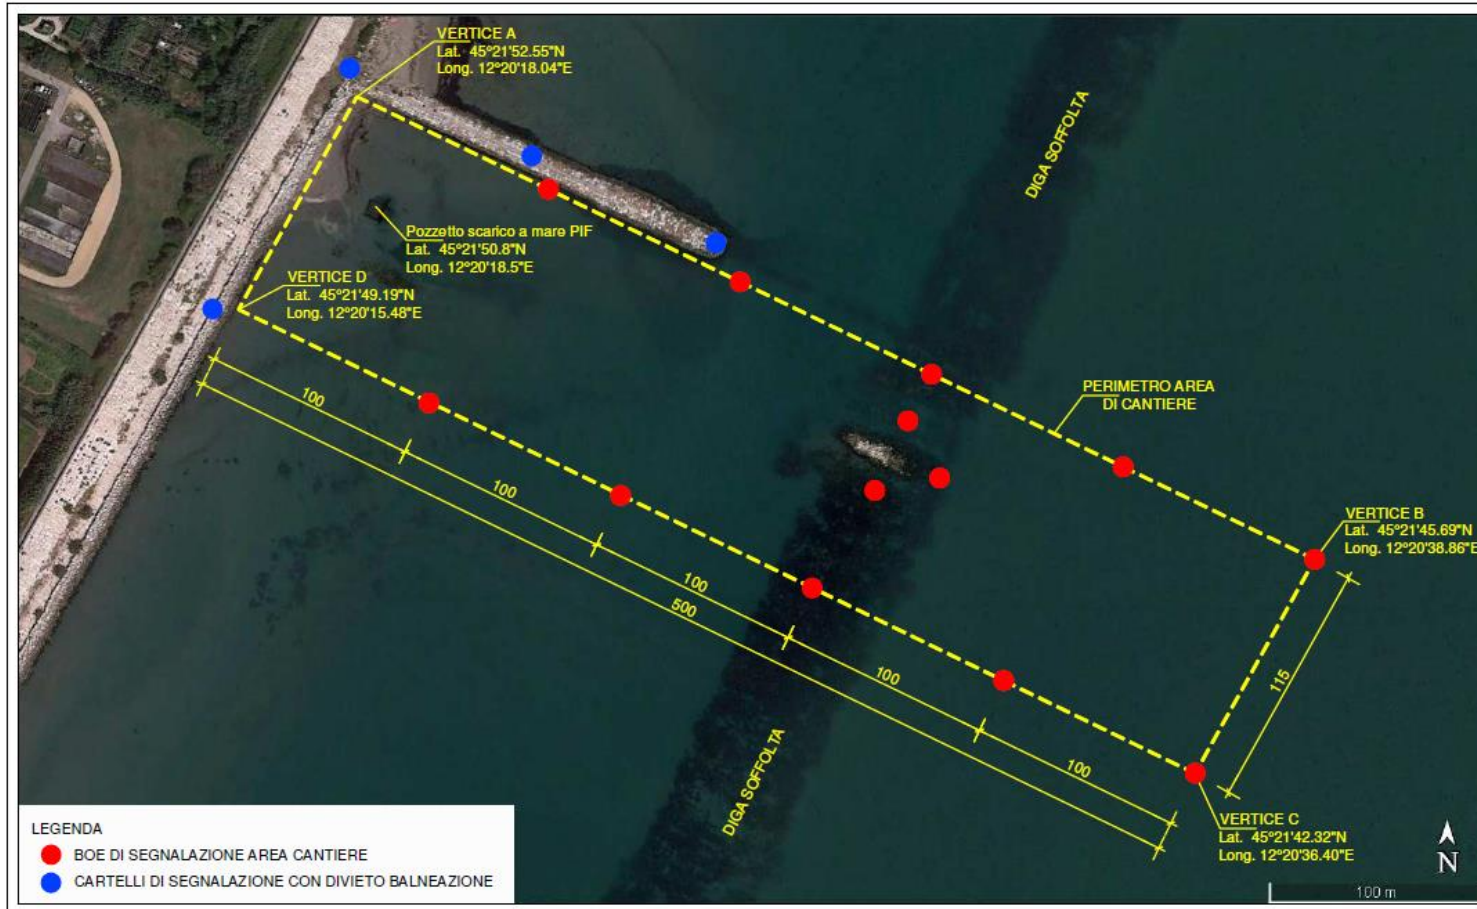 VERTICE A
Lat. 45°21'52.55"N
Long. 12°20'18.04"E
DIGA SOFFOLTA
Pozzetto scarico a mare PIF
Lat. 45°21'50.8"N
Long. 12°20'18.5"E
VERTICE D
Lat. 45°21'49.19"N
Long. 12°20'15.48"E
PERIMETRO AREA
DI CANTIERE
100
100
100
500
100
100
VERTICE B
Lat. 45°21'45.69"N
Long. 12°20'38.86"E
115
DIGA SOFFOLTA
VERTICE C
Lat. 45°21'42.32"N
Long. 12°20'36.40"E
LEGENDA
BOE DI SEGNALAZIONE AREA CANTIERE
CARTELLI DI SEGNALAZIONE CON DIVIETO BALNEAZIONE
N
100 m